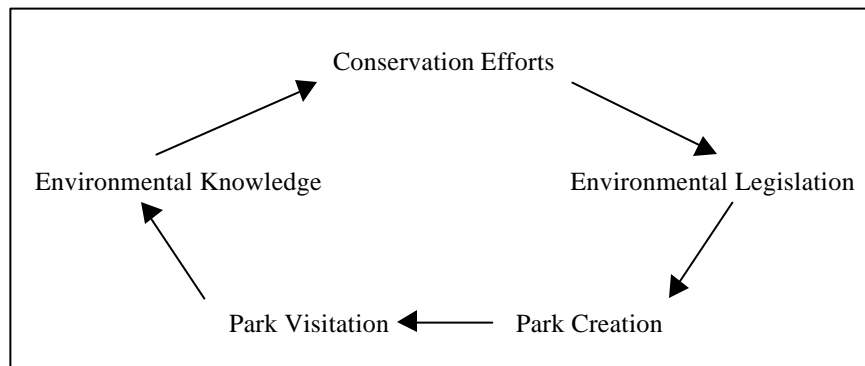 Conservation Efforts
Environmental Knowledge
Environmental Legislation
Park Visitation
Park Creation